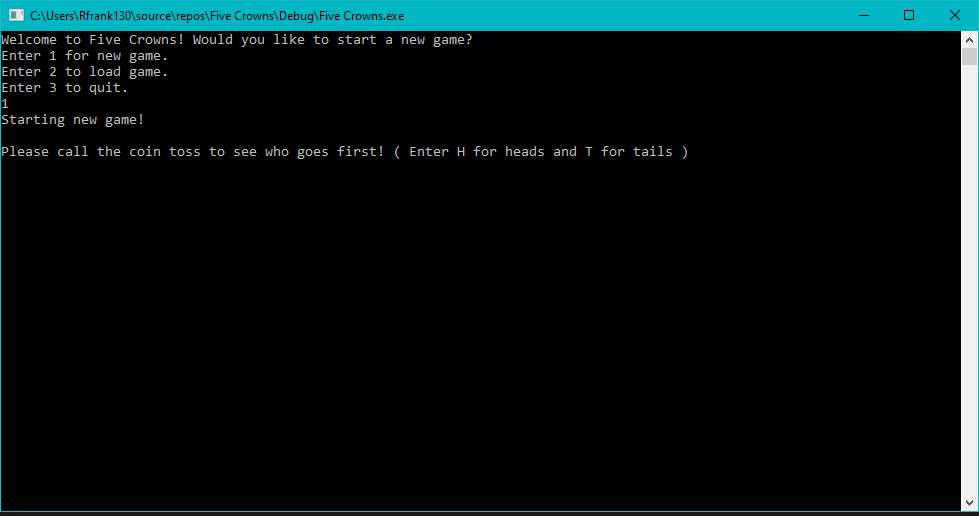 C:\Users\Rfrank130\source\repos\Five Crowns\Debug\Five Crowns.exe
Welcome to Five Crowns! Would you like to start a new game?
Enter 1 for new game.
Enter 2 to load game.
Enter 3 to quit.
1
Starting new game!
Please call the coin toss to see who goes first! ( Enter H for heads and T for tails )